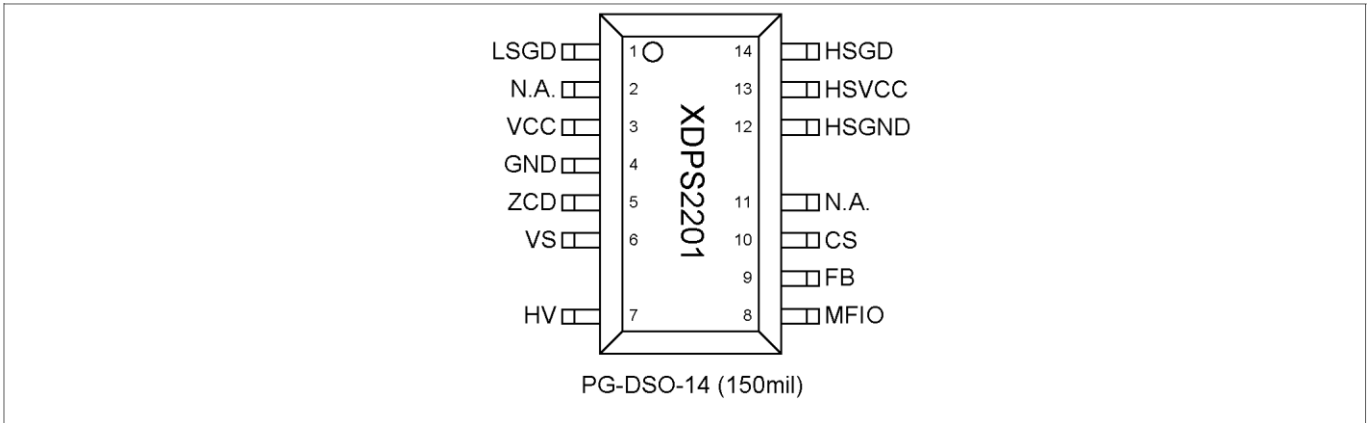 LSGD 1 14 HSGD
N.A. 2 13 HSVCC
VCC 3 12 HSGND
GND 4
ZCD 5 11 N.A.
VS 6 10 CS
9 FB
HV 7 8 MFIO
XDPS2201
PG-DSO-14 (150mil)